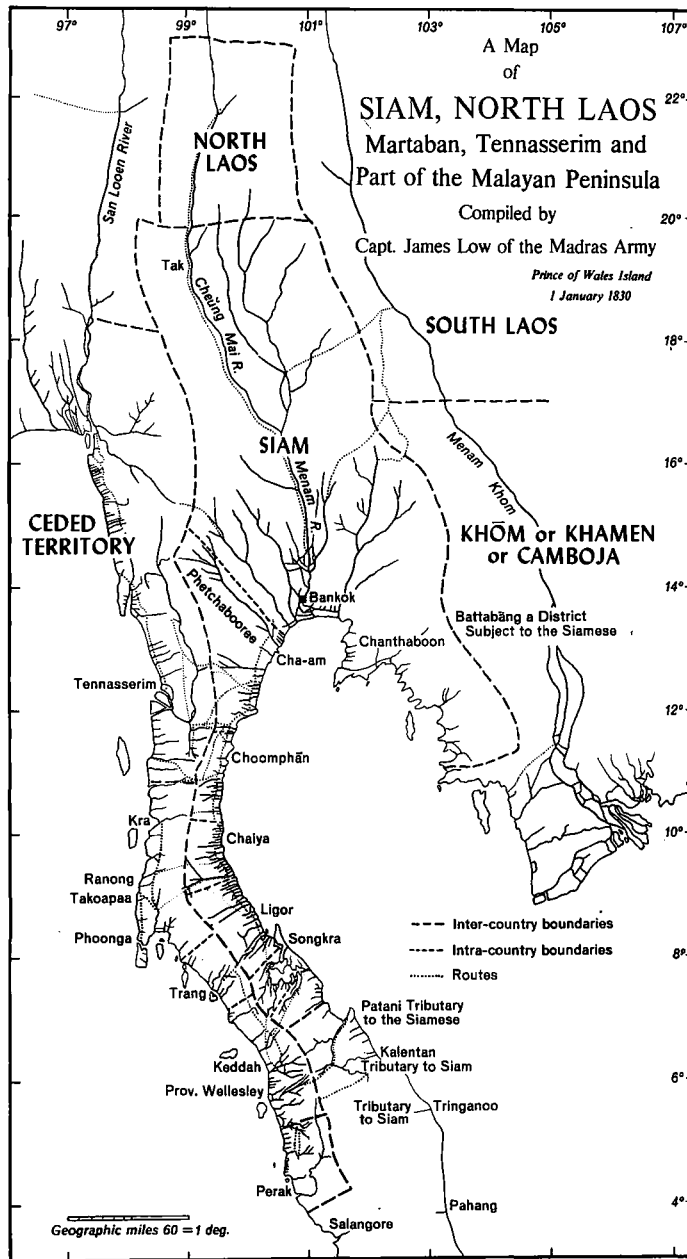 97°
99°
101°
103°
105°
107°
A Map
of
SIAM, NORTH LAOS
Martaban, Tennasserim and
Part of the Malayan Peninsula
Compiled by
Capt. James Low of the Madras Army
Prince of Wales Island
1 January 1830
22°
20°
18°
16°
14°
12°
10°
8°
6°
4°
San Looen River
NORTH
LAOS
Tak
Cheŭng Mai R.
SOUTH LAOS
SIAM
Menam R.
Menam Khom
CEDED
TERRITORY
KHŌM or KHAMEN
or CAMBOJA
Phetchabooree
Bankok
Battabāng a District
Subject to the Siamese
Chanthaboon
Cha-am
Tennasserim
Choomphān
Kra
Chaiya
Ranong
Takoapaa
Ligor
Phoonga
Songkra
Inter-country boundaries
Intra-country boundaries
Routes
Trang
Patani Tributary
to the Siamese
Keddah
Kalentan
Tributary to Siam
Prov. Wellesley
Tributary
to Siam
Tringanoo
Perak
Pahang
Salangore
Geographic miles 60 = 1 deg.